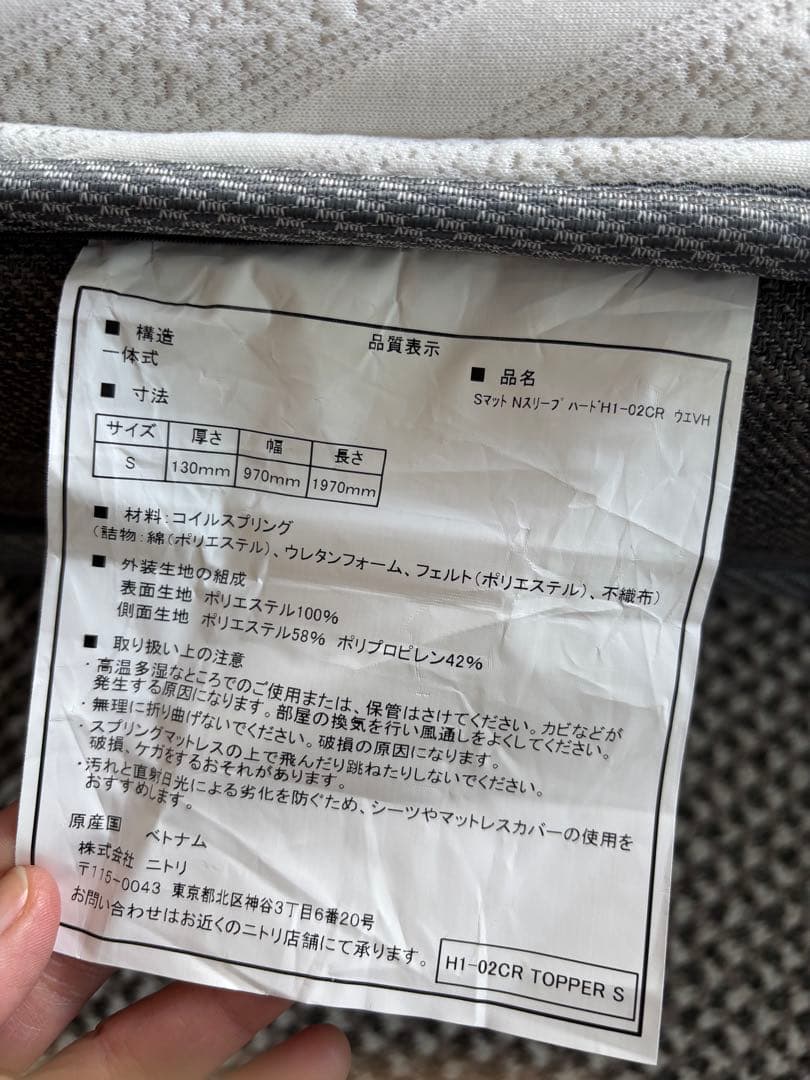 品質表示
■ 構造
一体式
■ 品名
Sマット Nスリープ ハードH1-02CR ウエVH
■ 寸法
サイズ 厚さ 幅 長さ
S 130mm 970mm 1970mm
■ 材料:コイルスプリング
(詰物:綿(ポリエステル)、ウレタンフォーム、フェルト(ポリエステル)、不織布)
■ 外装生地の組成
表面生地 ポリエステル100%
側面生地 ポリエステル58% ポリプロピレン42%
■ 取り扱い上の注意
・高温多湿なところでのご使用または、保管はさけてください。カビなどが
発生する原因になります。部屋の換気を行い風通しをよくしてください。
・無理に折り曲げないでください。破損の原因になります。
・スプリングマットレスの上で飛んだり跳ねたりしないでください。
破損、ケガをするおそれがあります。
・汚れと直射日光による劣化を防ぐため、シーツやマットレスカバーの使用を
おすすめします。
原産国 ベトナム
株式会社 ニトリ
〒115-0043 東京都北区神谷3丁目6番20号
お問い合わせはお近くのニトリ店舗にて承ります。
H1-02CR TOPPER S